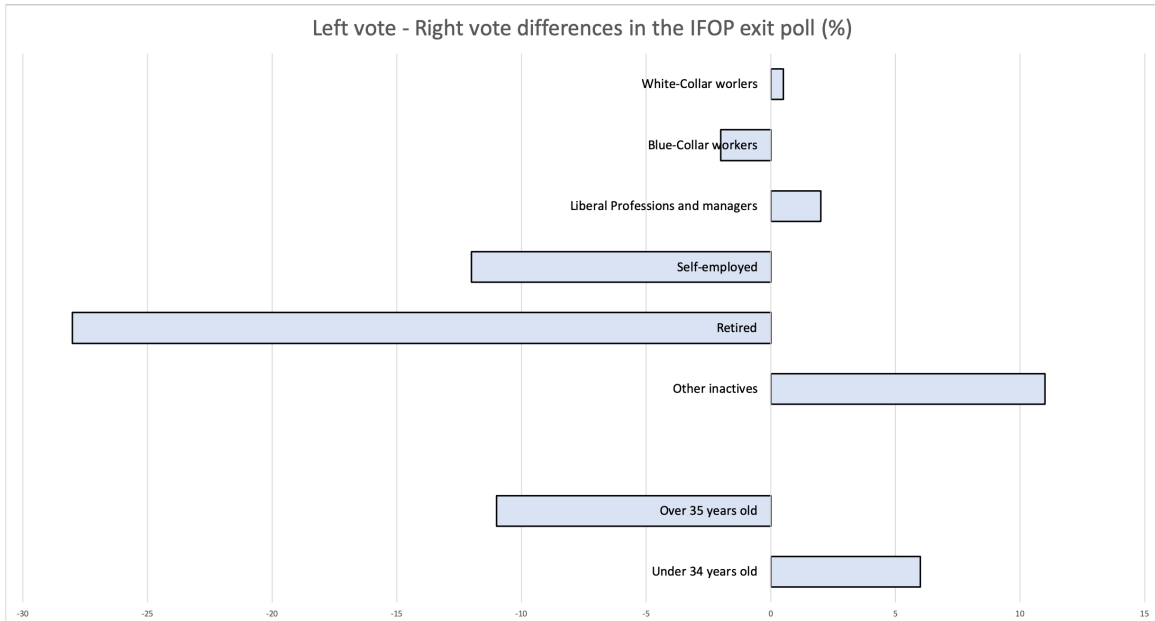 Left vote - Right vote differences in the IFOP exit poll (%)
White-Collar worlers
Blue-Collar workers
Liberal Professions and managers
Self-employed
Retired
Other inactives
Over 35 years old
Under 34 years old
-30 -25 -20 -15 -10 -5 0 5 10 15